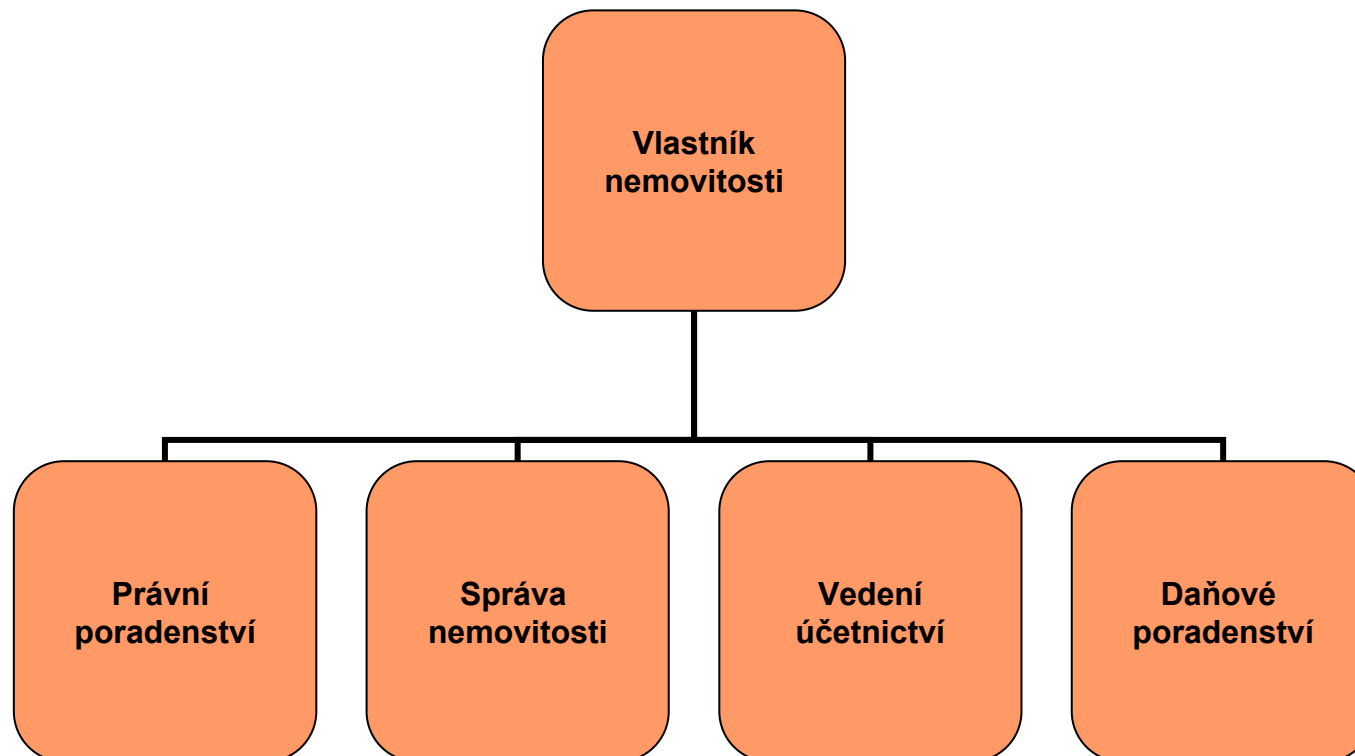 Vlastník
nemovitosti
Právní
poradenství
Správa
nemovitosti
Vedení
účetnictví
Daňové
poradenství